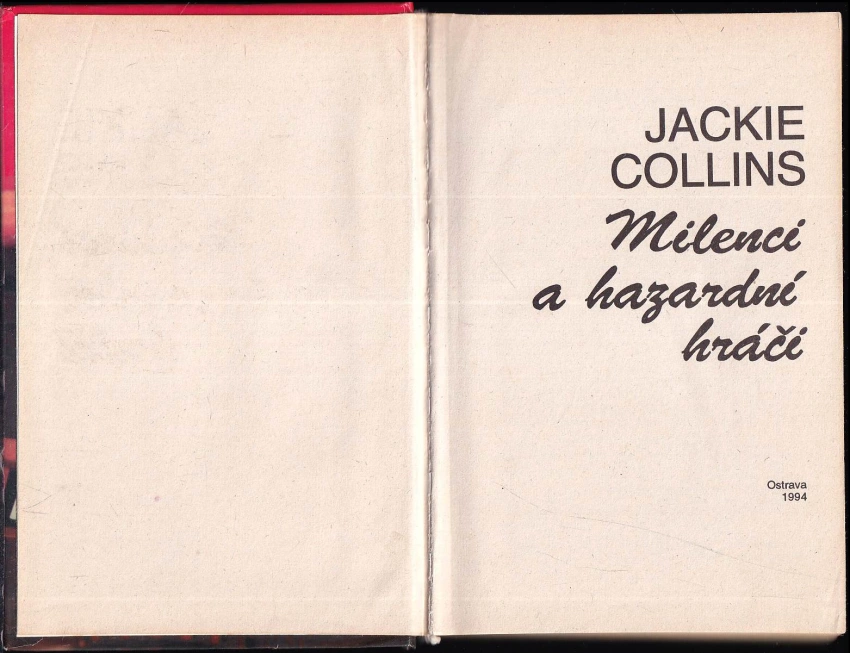 JACKIE
COLLINS
Milenci
a hazardní
hráči
Ostrava
1994